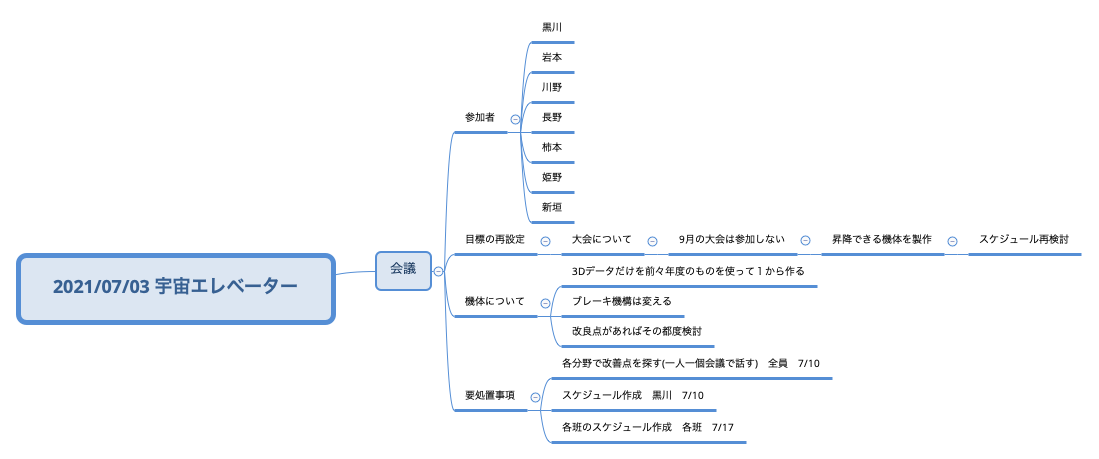 2021/07/03 宇宙エレベーター
会議
参加者
黒川
岩本
川野
長野
柿本
姫野
新垣
目標の再設定
大会について
9月の大会は参加しない
昇降できる機体を製作
スケジュール再検討
機体について
3Dデータだけを前々年度のものを使って１から作る
ブレーキ機構は変える
改良点があればその都度検討
要処置事項
各分野で改善点を探す(一人一個会議で話す)　全員　7/10
スケジュール作成　黒川　7/10
各班のスケジュール作成　各班　7/17